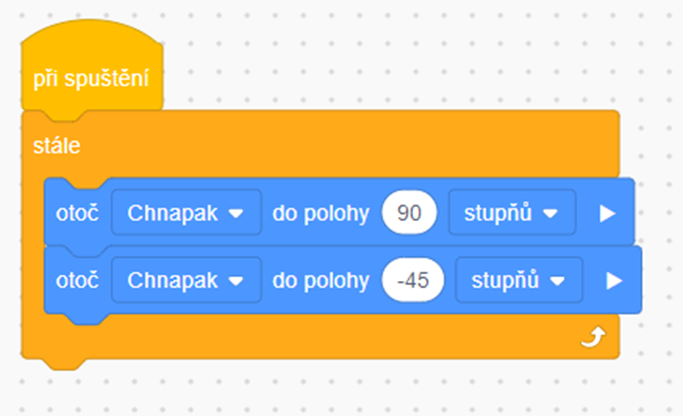 při spuštění
stále
otoč Chnapak do polohy 90 stupňů
otoč Chnapak do polohy -45 stupňů